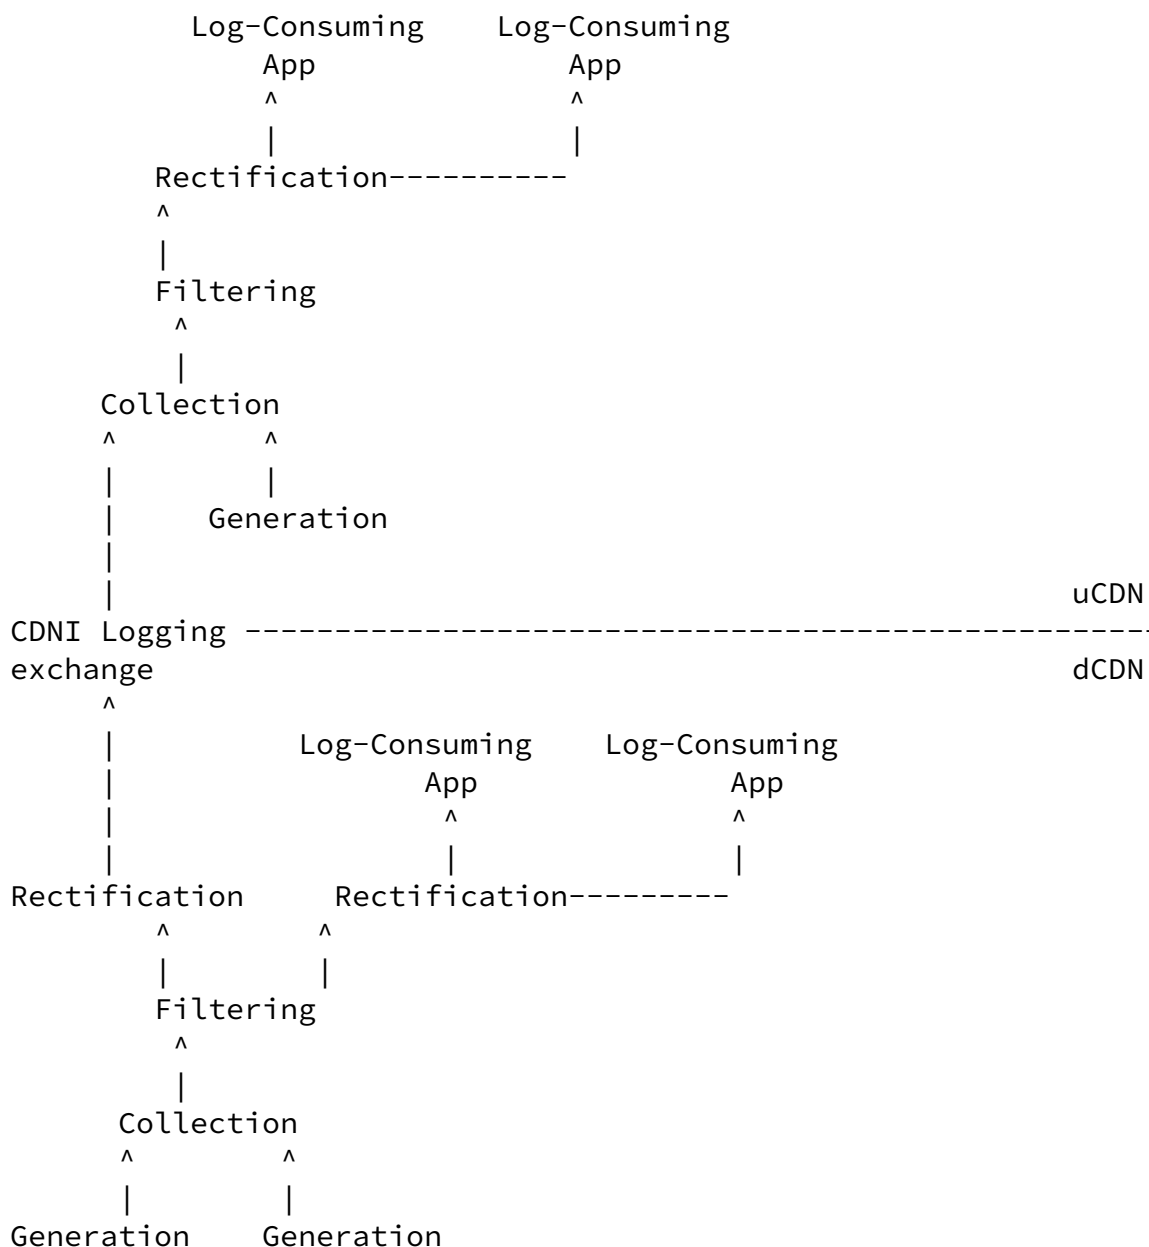 Log-Consuming    Log-Consuming
App              App
^                ^
|                |
Rectification----------
^
|
Filtering
^
|
Collection
^        ^
|        |
|     Generation
|
|                                                     uCDN
CDNI Logging --------------------------------------------------
exchange                                                   dCDN
^
|          Log-Consuming    Log-Consuming
|                 App              App
|                  ^               ^
|                  |               |
Rectification     Rectification---------
^        ^
|        |
Filtering
^
|
Collection
^        ^
|        |
Generation    Generation